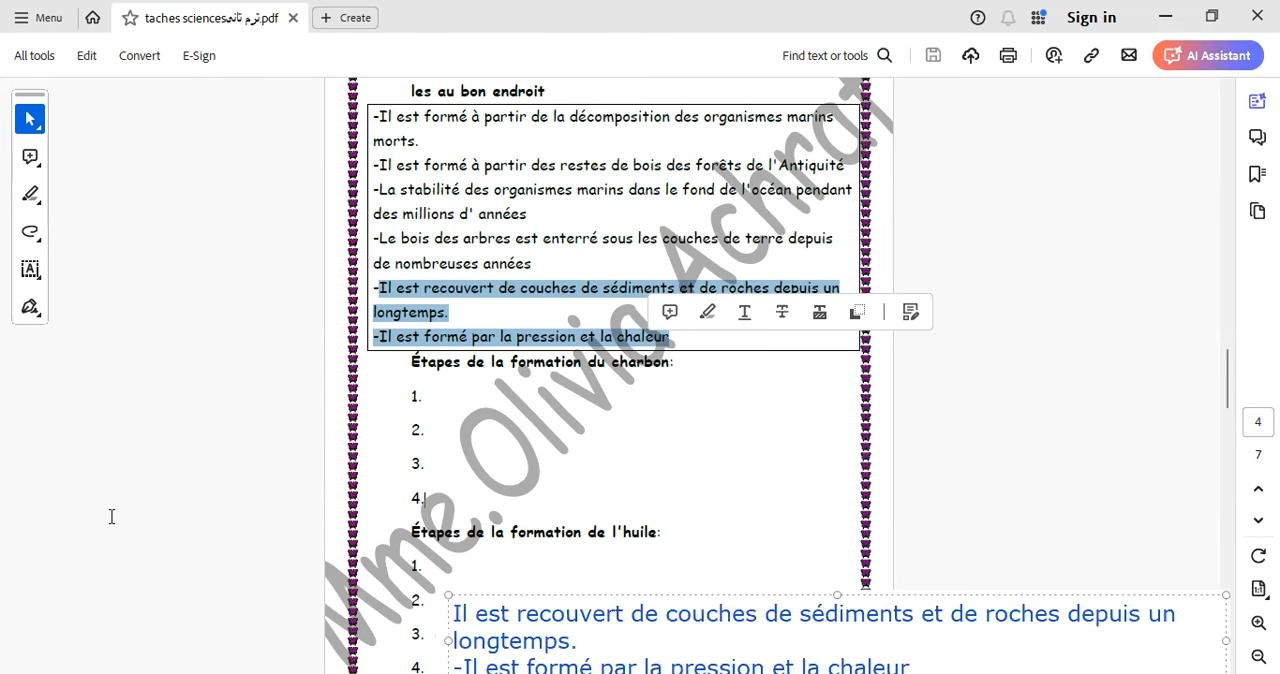 Menu
taches sciencesترم تانى.pdf
Create
Sign in
All tools
Edit
Convert
E-Sign
Find text or tools
AI Assistant
les au bon endroit
-Il est formé à partir de la décomposition des organismes marins
morts.
-Il est formé à partir des restes de bois des forêts de l'Antiquité
-La stabilité des organismes marins dans le fond de l'océan pendant
des millions d' années
-Le bois des arbres est enterré sous les couches de terre depuis
de nombreuses années
-Il est recouvert de couches de sédiments et de roches depuis un
longtemps.
-Il est formé par la pression et la chaleur
Étapes de la formation du charbon:
1.
2.
3.
4.
Étapes de la formation de l'huile:
1.
2.
3.
4.
Il est recouvert de couches de sédiments et de roches depuis un
longtemps.
-Il est formé par la pression et la chaleur
Mme.Olivia Achraf
4
7